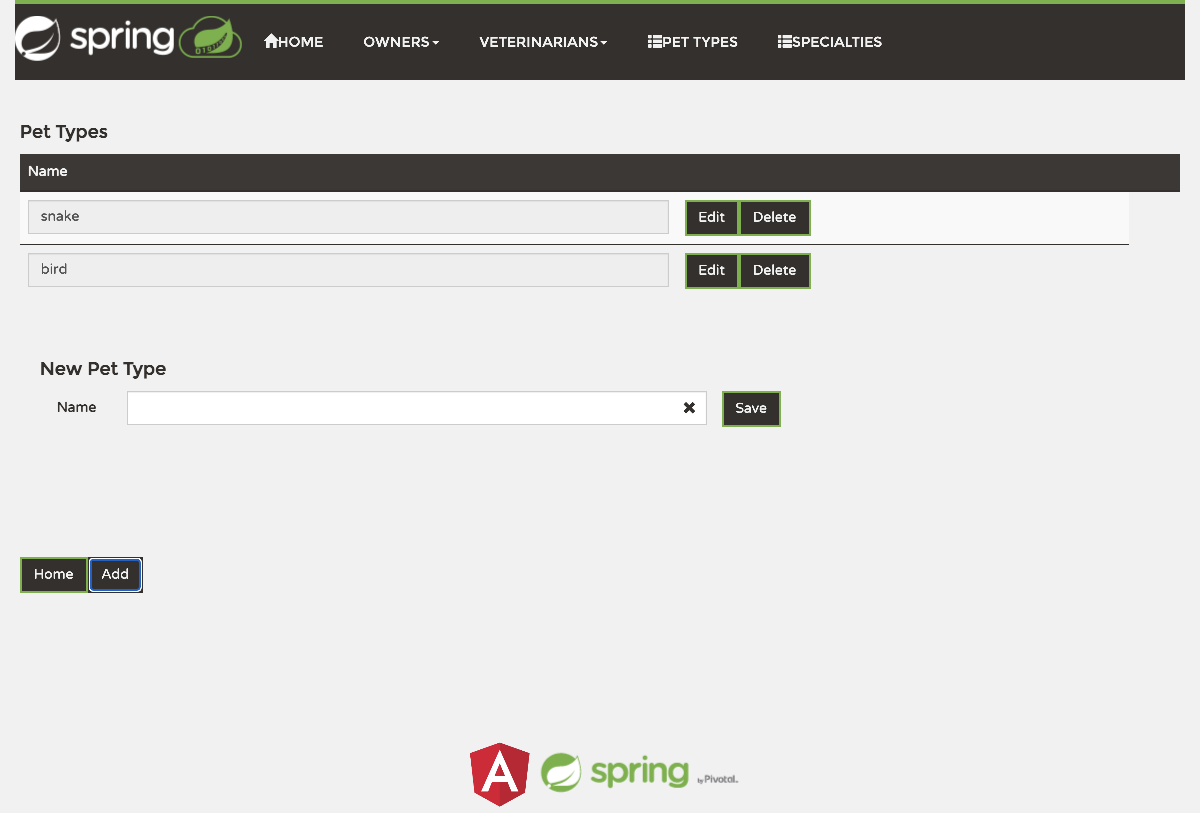 spring HOME OWNERS VETERINARIANS PET TYPES SPECIALTIES
Pet Types
Name
snake Edit Delete
bird Edit Delete
New Pet Type
Name Save
Home Add
A spring by Pivotal.